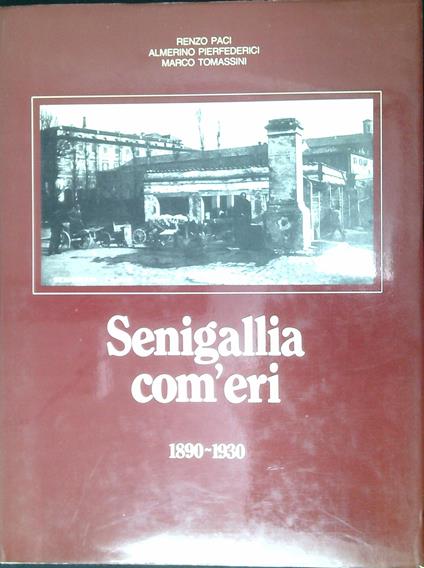 RENZO PACI
ALMERINO PIERFEDERICI
MARCO TOMASSINI
Senigallia
com'eri
1890~1930